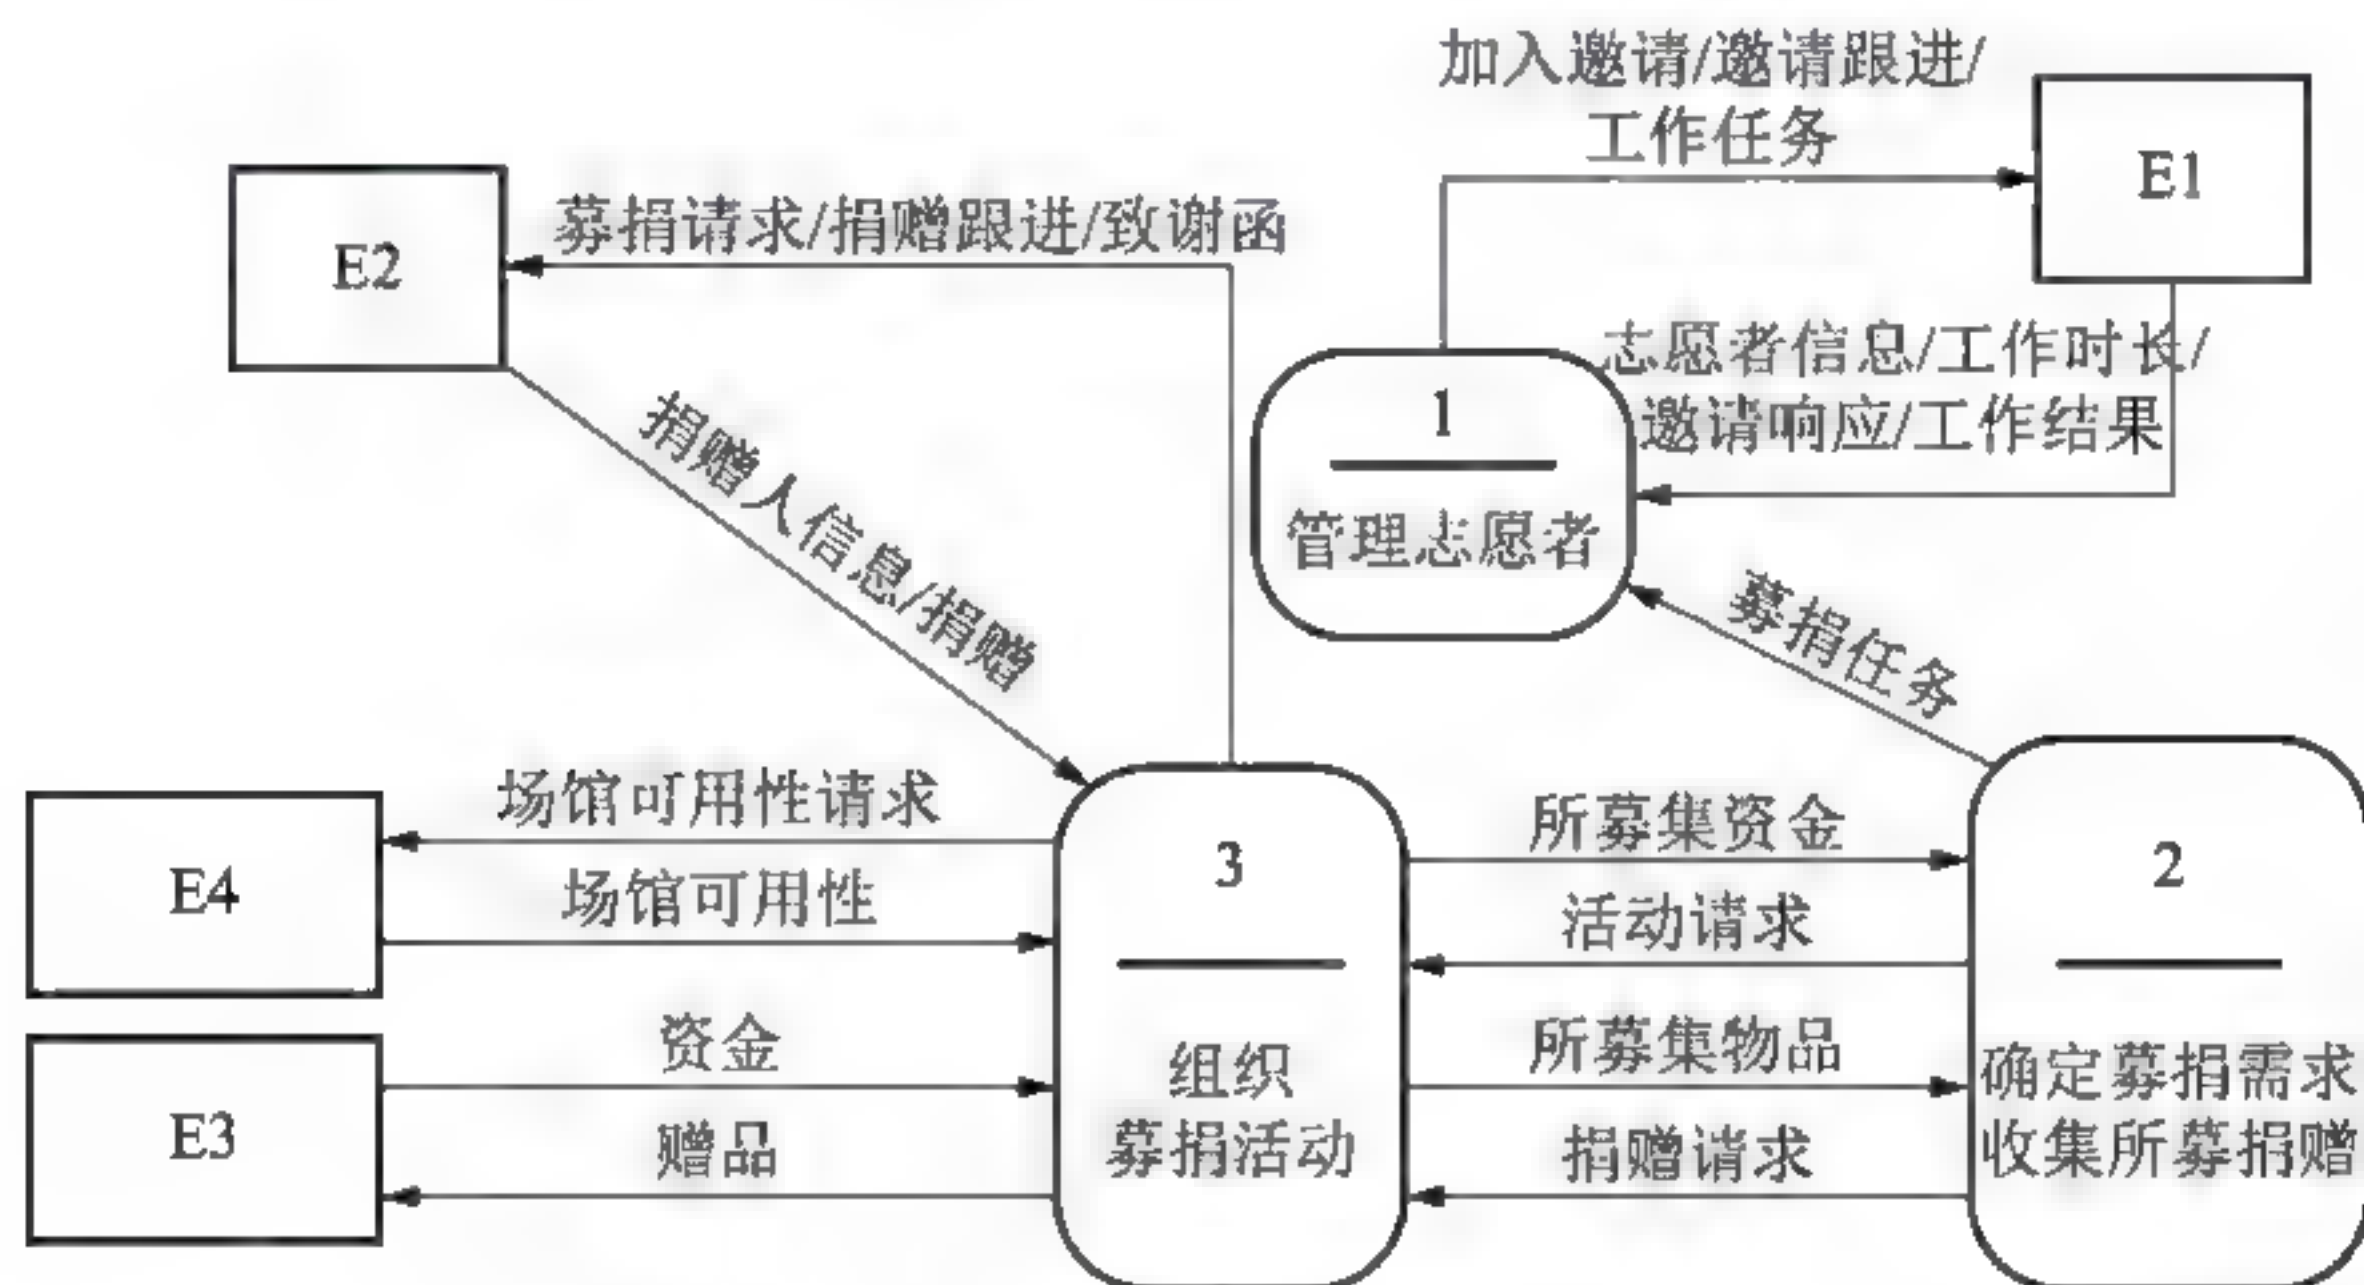 加入邀请/邀请跟进/
工作任务
E1
E2
募捐请求/捐赠跟进/致谢函
志愿者信息/工作时长/
邀请响应/工作结果
1
管理志愿者
捐赠人信息/捐赠
募捐任务
场馆可用性请求
E4
场馆可用性
资金
E3
赠品
3
组织
募捐活动
所募集资金
活动请求
所募集物品
捐赠请求
2
确定募捐需求
收集所募捐赠